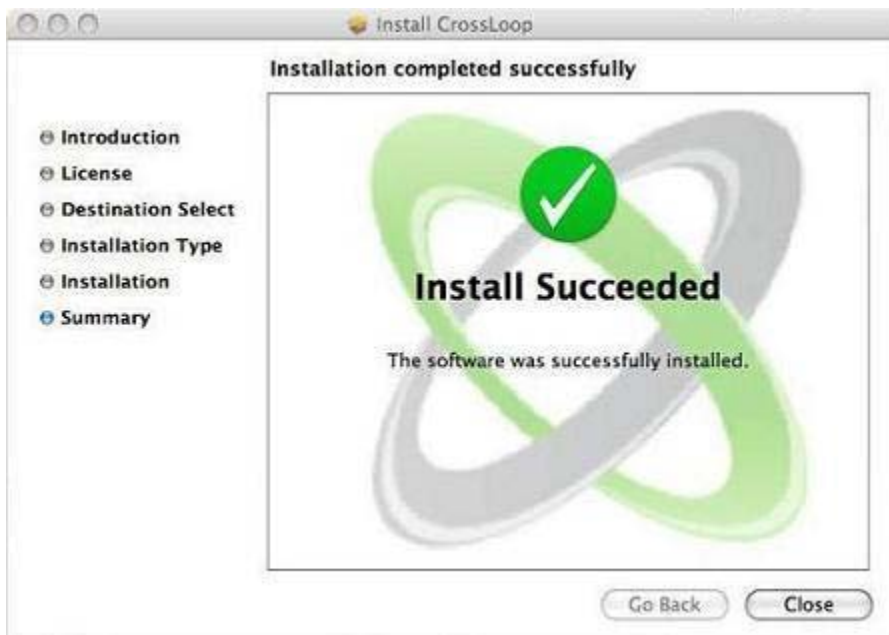 Install CrossLoop
Installation completed successfully
Introduction
License
Destination Select
Installation Type
Installation
Summary
Install Succeeded
The software was successfully installed.
Go Back
Close